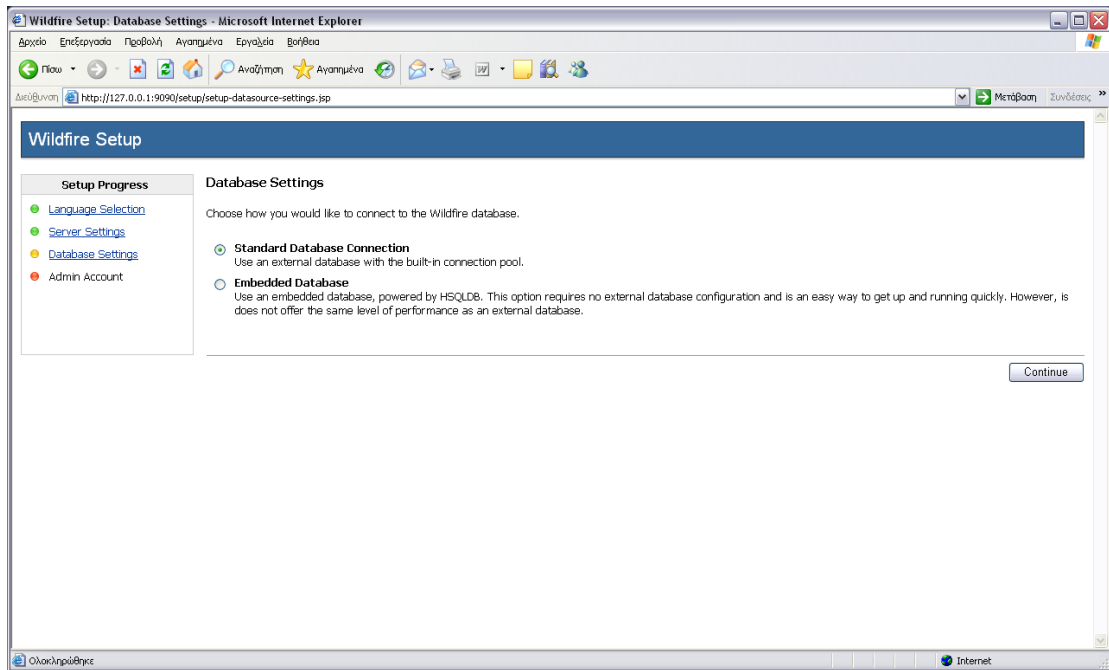 Wildfire Setup: Database Settings - Microsoft Internet Explorer
Αρχείο Επεξεργασία Προβολή Αγαπημένα Εργαλεία Βοήθεια
Πίσω Αναζήτηση Αγαπημένα
Διεύθυνση http://127.0.0.1:9090/setup/setup-datasource-settings.jsp Μετάβαση Συνδέσεις »
Wildfire Setup
Setup Progress
Language Selection
Server Settings
Database Settings
Admin Account
Database Settings
Choose how you would like to connect to the Wildfire database.
Standard Database Connection
Use an external database with the built-in connection pool.
Embedded Database
Use an embedded database, powered by HSQLDB. This option requires no external database configuration and is an easy way to get up and running quickly. However, is
does not offer the same level of performance as an external database.
Continue
Ολοκληρώθηκε Internet